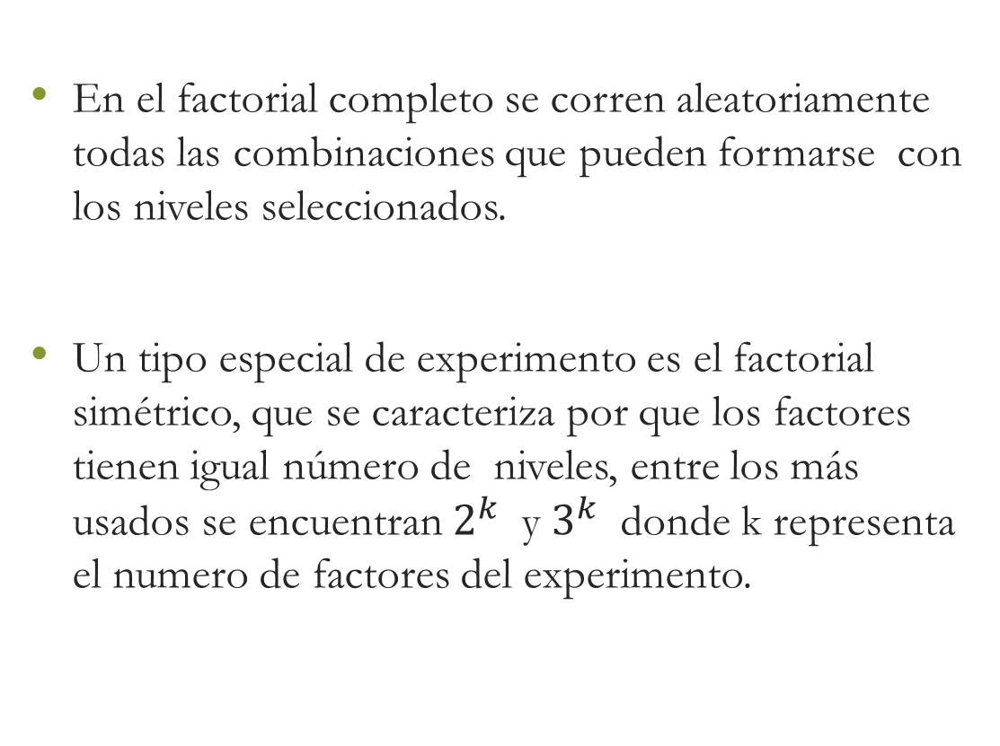 • En el factorial completo se corren aleatoriamente
todas las combinaciones que pueden formarse  con
los niveles seleccionados.
• Un tipo especial de experimento es el factorial
simétrico, que se caracteriza por que los factores
tienen igual número de  niveles, entre los más
usados se encuentran 2^k  y 3^k  donde k representa
el numero de factores del experimento.